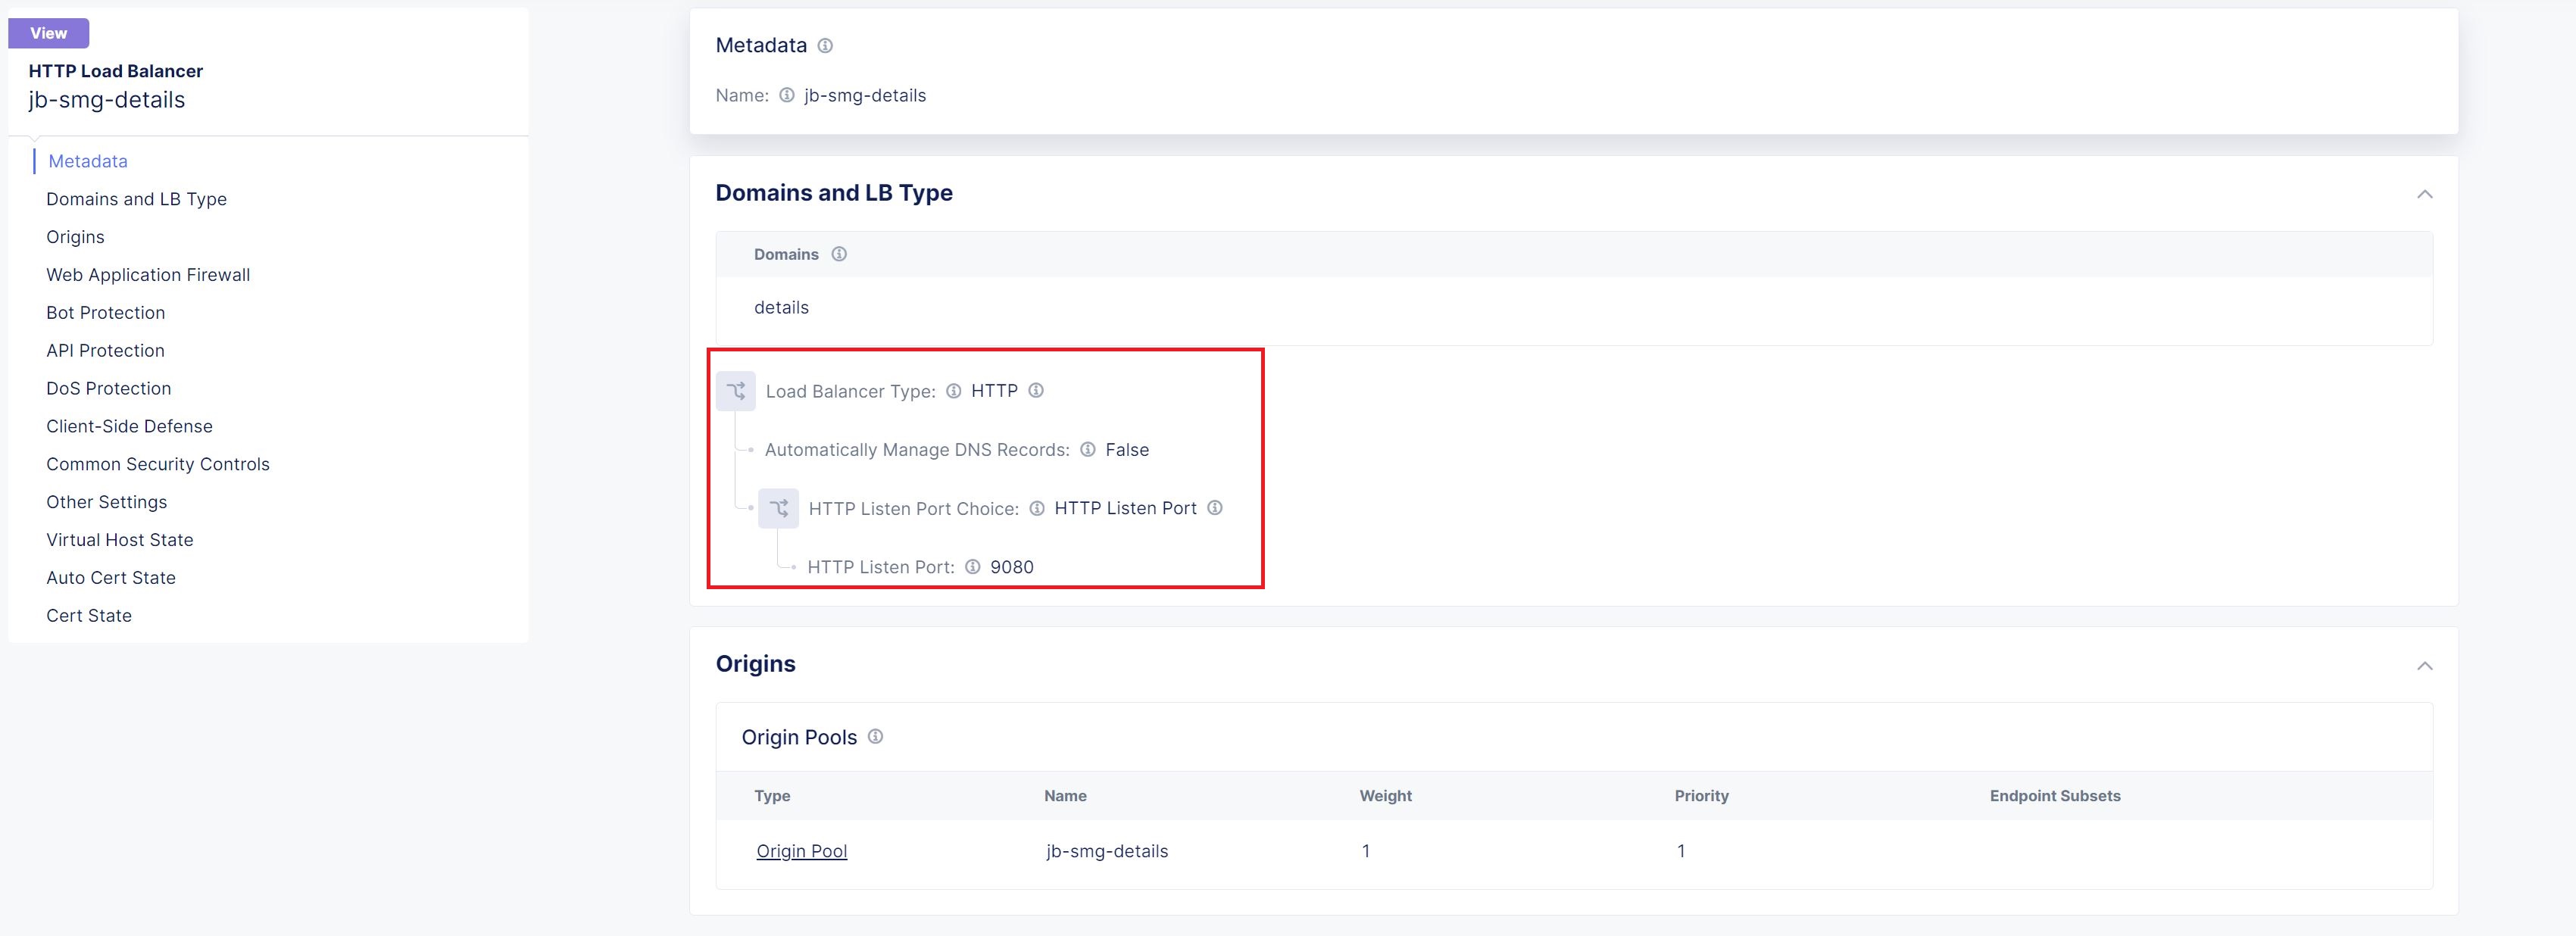 View
HTTP Load Balancer
jb-smg-details
Metadata
Domains and LB Type
Origins
Web Application Firewall
Bot Protection
API Protection
DoS Protection
Client-Side Defense
Common Security Controls
Other Settings
Virtual Host State
Auto Cert State
Cert State
Metadata
Name: jb-smg-details
Domains and LB Type
Domains
details
Load Balancer Type: HTTP
Automatically Manage DNS Records: False
HTTP Listen Port Choice: HTTP Listen Port
HTTP Listen Port: 9080
Origins
Origin Pools
Type Name Weight Priority Endpoint Subsets
Origin Pool jb-smg-details 1 1